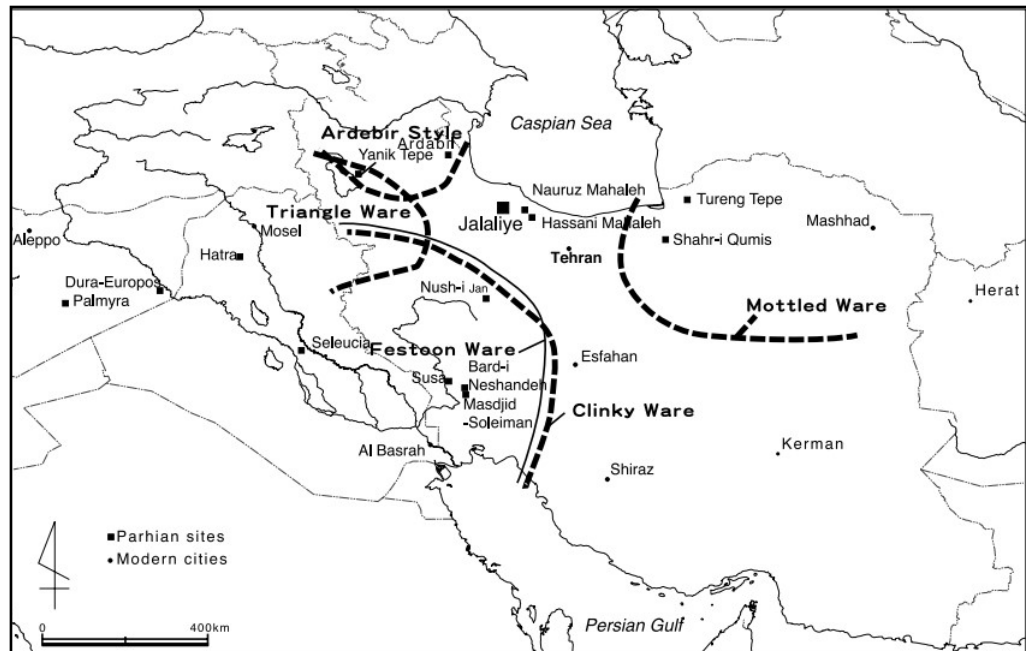 Caspian Sea
Ardebir Style
Ardabil
Yanik Tepe
Nauruz Mahaleh
Tureng Tepe
Triangle Ware
Jalaliye
Hassani Mahaleh
Mashhad
Mosel
Aleppo
Shahr-i Qumis
Hatra
Tehran
Dura-Europos
Palmyra
Nush-i Jan
Herat
Mottled Ware
Seleucia
Festoon Ware
Esfahan
Bard-i
Susa
Neshandeh
Masdjid
-Soleiman
Clinky Ware
Al Basrah
Kerman
Shiraz
Parhian sites
Modern cities
0 400km
Persian Gulf